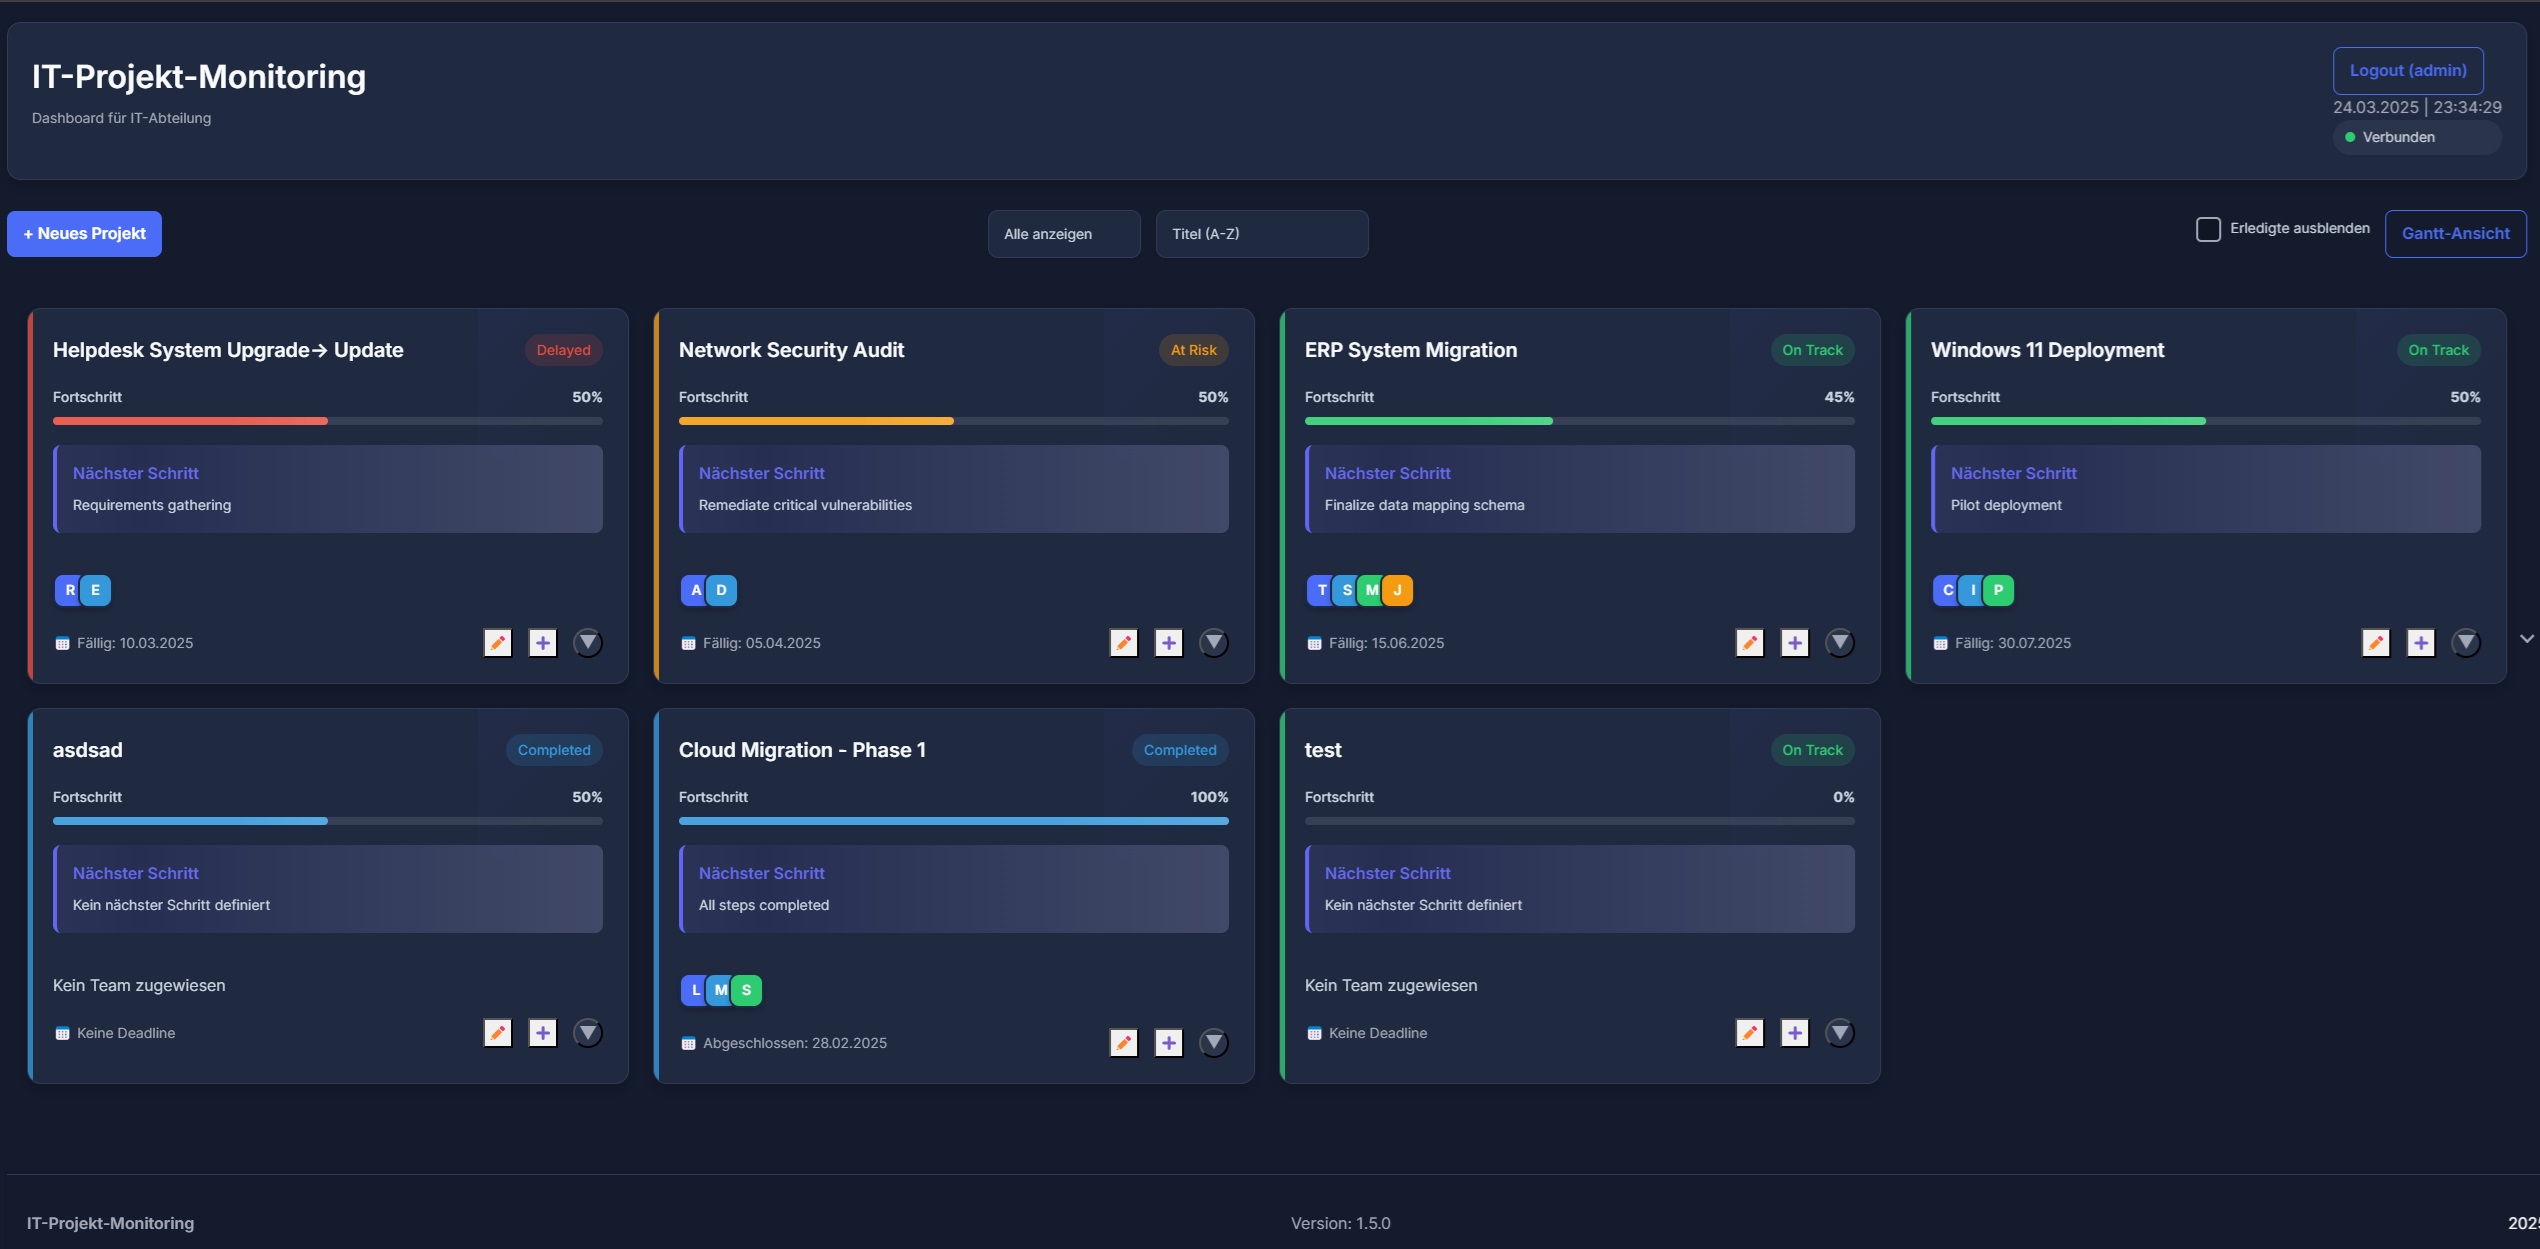 IT-Projekt-Monitoring
Dashboard für IT-Abteilung
Logout (admin)
24.03.2025 | 23:34:29
Verbunden
+ Neues Projekt
Alle anzeigen
Titel (A-Z)
Erledigte ausblenden
Gantt-Ansicht
Helpdesk System Upgrade→ Update
Delayed
Fortschritt 50%
Nächster Schritt
Requirements gathering
R E
Fällig: 10.03.2025
Network Security Audit
At Risk
Fortschritt 50%
Nächster Schritt
Remediate critical vulnerabilities
A D
Fällig: 05.04.2025
ERP System Migration
On Track
Fortschritt 45%
Nächster Schritt
Finalize data mapping schema
T S M J
Fällig: 15.06.2025
Windows 11 Deployment
On Track
Fortschritt 50%
Nächster Schritt
Pilot deployment
C I P
Fällig: 30.07.2025
asdsad
Completed
Fortschritt 50%
Nächster Schritt
Kein nächster Schritt definiert
Kein Team zugewiesen
Keine Deadline
Cloud Migration - Phase 1
Completed
Fortschritt 100%
Nächster Schritt
All steps completed
L M S
Abgeschlossen: 28.02.2025
test
On Track
Fortschritt 0%
Nächster Schritt
Kein nächster Schritt definiert
Kein Team zugewiesen
Keine Deadline
IT-Projekt-Monitoring
Version: 1.5.0
2025